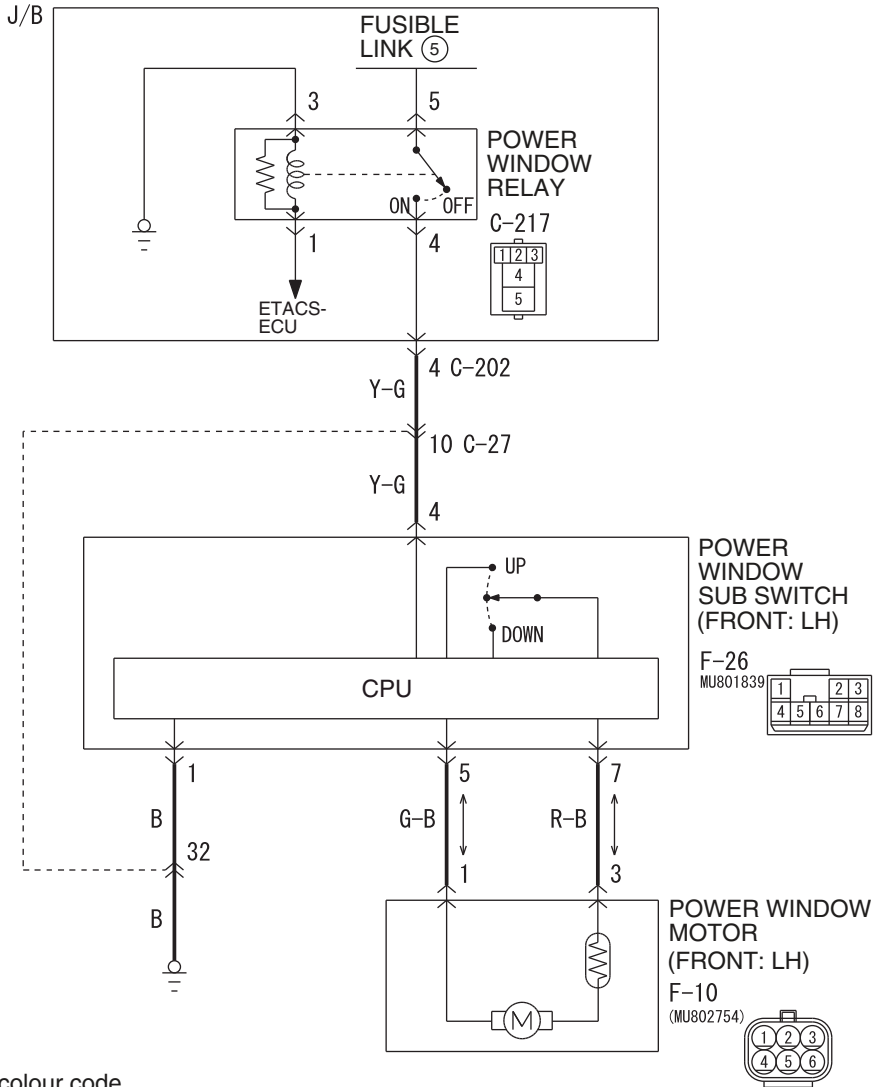 J/B
FUSIBLE
LINK 5
3
5
POWER
WINDOW
RELAY
ON
OFF
C-217
1 2 3
4
5
1
4
ETACS-
ECU
4 C-202
Y-G
10 C-27
Y-G
4
UP
DOWN
POWER
WINDOW
SUB SWITCH
(FRONT: LH)
F-26
MU801839
1 2 3
4 5 6 7 8
CPU
1
5
7
B
G-B
R-B
32
1
3
B
POWER WINDOW
MOTOR
(FRONT: LH)
F-10
(MU802754)
1 2 3
4 5 6
M
colour code